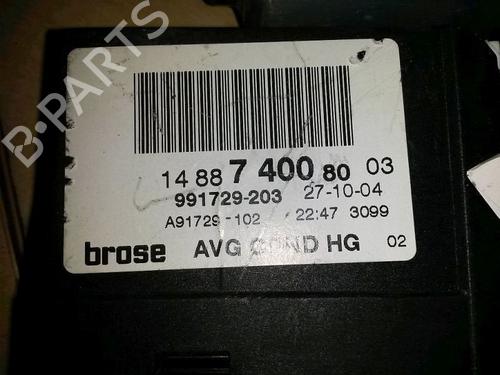 B-PARTS
14 88 7 400 80 03
991729-203 27-10-04
A91729-102 22:47 3099
brose AVG COND HG 02